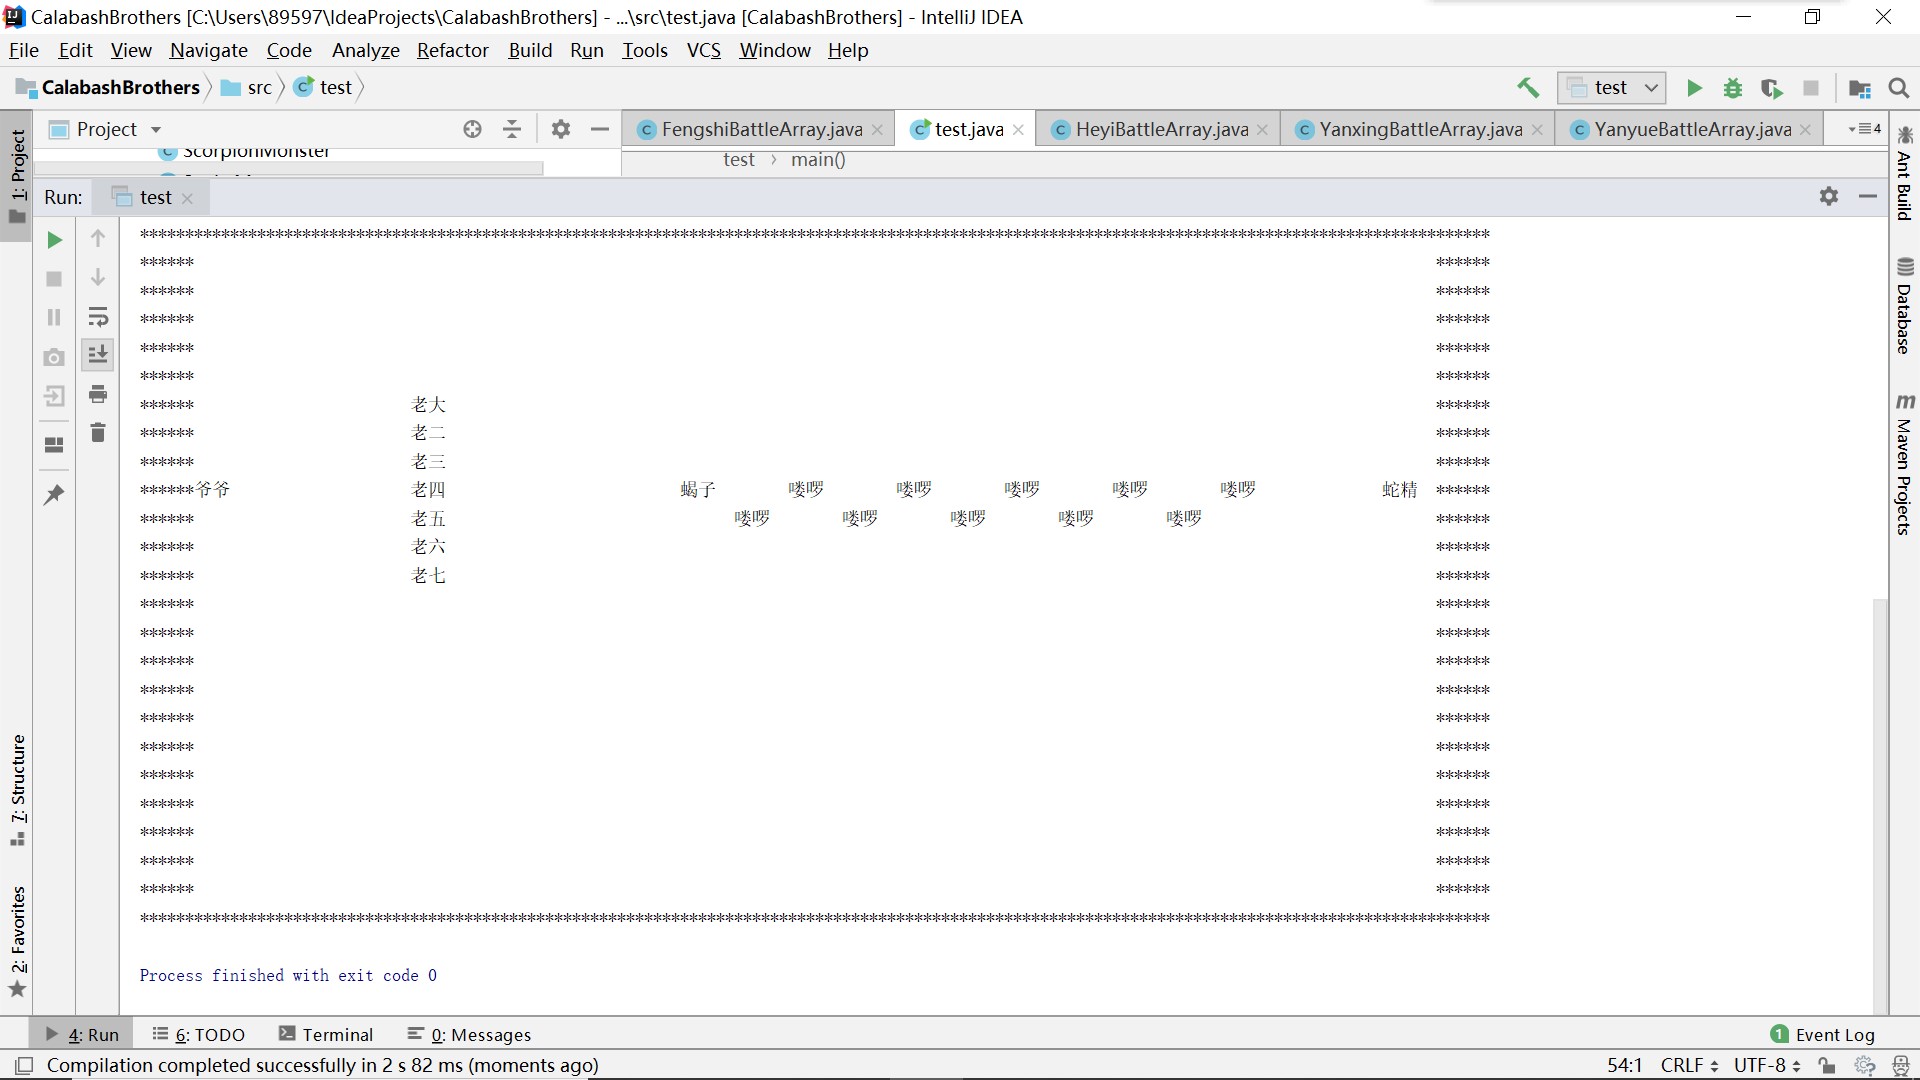 CalabashBrothers [C:\Users\89597\IdeaProjects\CalabashBrothers] - ...\src\test.java [CalabashBrothers] - IntelliJ IDEA
File Edit View Navigate Code Analyze Refactor Build Run Tools VCS Window Help
CalabashBrothers src test test
Project FengshiBattleArray.java test.java HeyiBattleArray.java YanxingBattleArray.java YanyueBattleArray.java 4
ScorpionMonster test › main()
Run: test
******************************************************************************************************************************************************
****** ******
****** ******
****** ******
****** ******
****** ******
****** 老大 ******
****** 老二 ******
****** 老三 ******
******爷爷 老四 蝎子 喽啰 喽啰 喽啰 喽啰 喽啰 蛇精 ******
****** 老五 喽啰 喽啰 喽啰 喽啰 喽啰 ******
****** 老六 ******
****** 老七 ******
****** ******
****** ******
****** ******
****** ******
****** ******
****** ******
****** ******
****** ******
****** ******
****** ******
****** ******
******************************************************************************************************************************************************
Process finished with exit code 0
1: Project
7: Structure
2: Favorites
Ant Build
Database
m Maven Projects
4: Run 6: TODO Terminal 0: Messages 1 Event Log
Compilation completed successfully in 2 s 82 ms (moments ago) 54:1 CRLF UTF-8